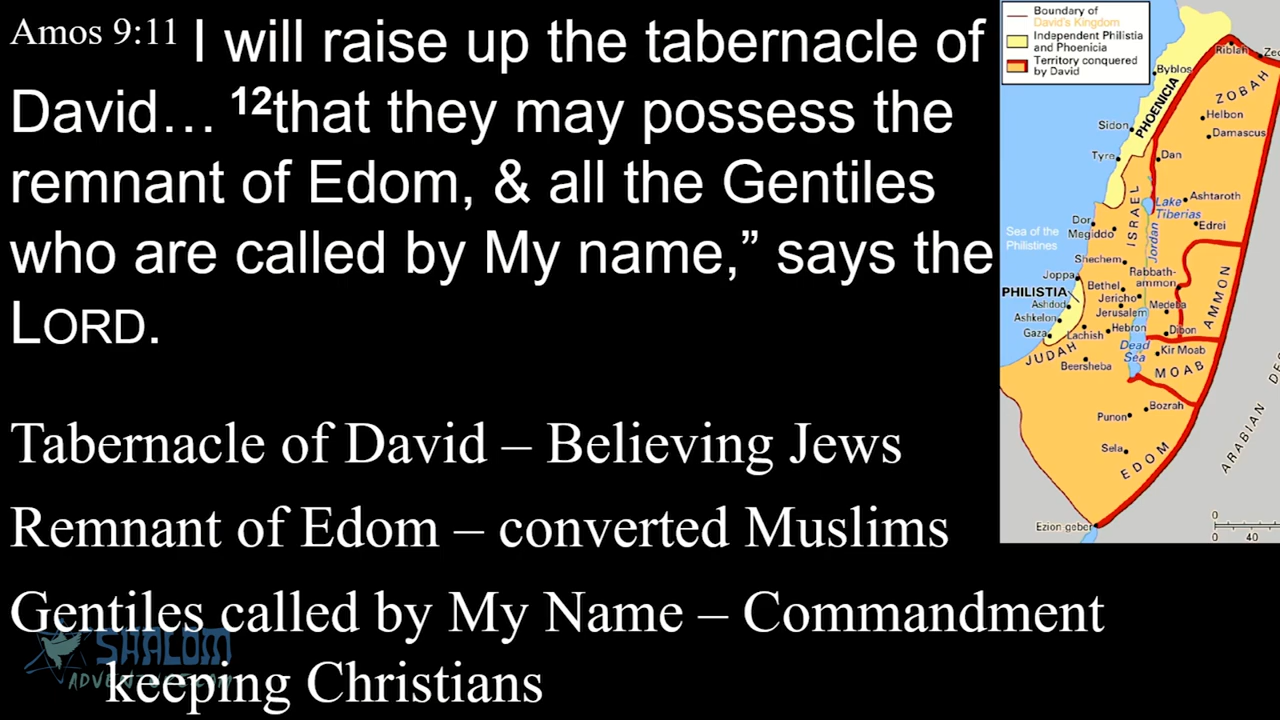 Amos 9:11 I will raise up the tabernacle of
David… 12that they may possess the
remnant of Edom, & all the Gentiles
who are called by My name,” says the
LORD.
Tabernacle of David – Believing Jews
Remnant of Edom – converted Muslims
Gentiles called by My Name – Commandment
keeping Christians
SHALOM
ADVENTURE.COM
Boundary of
David's Kingdom
Independent Philistia
and Phoenicia
Territory conquered
by David
Riblah
Byblos
ZOBAH
PHOENICIA
Helbon
Sidon
Damascus
Tyre
Dan
ISRAEL
Ashtaroth
Lake
Tiberias
Dor
Edrei
Megiddo
Sea of the
Philistines
Jordan
Shechem
Joppa
Rabbath-
ammon
Bethel
PHILISTIA
Jericho
AMMON
Ashdod
Medeba
Jerusalem
Ashkelon
Hebron
Dibon
Gaza
Lachish
Dead
Sea
Kir Moab
JUDAH
Beersheba
MOAB
Bozrah
Punon
ARABIAN
Sela
EDOM
Ezion-geber
0
0 40